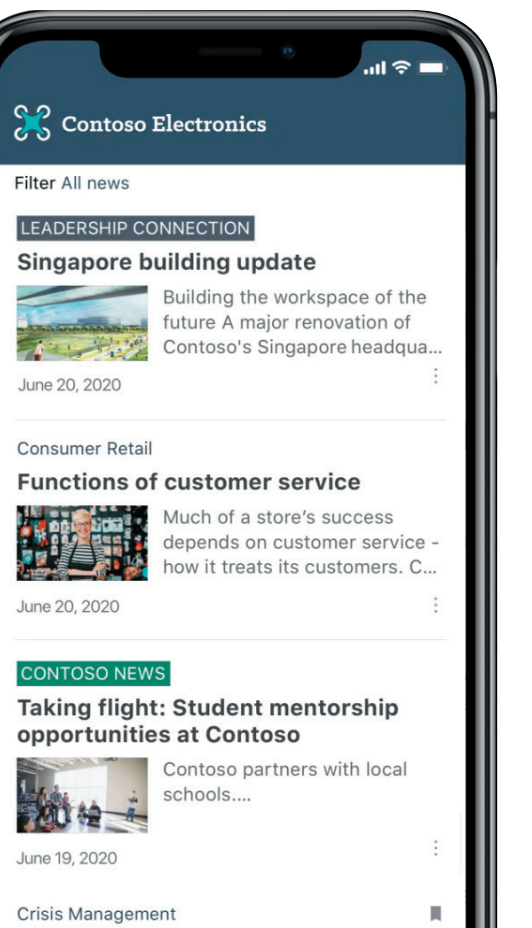 Contoso Electronics
Filter All news
LEADERSHIP CONNECTION
Singapore building update
Building the workspace of the
future A major renovation of
Contoso's Singapore headqua...
June 20, 2020
Consumer Retail
Functions of customer service
Much of a store’s success
depends on customer service -
how it treats its customers. C...
June 20, 2020
CONTOSO NEWS
Taking flight: Student mentorship
opportunities at Contoso
Contoso partners with local
schools....
June 19, 2020
Crisis Management